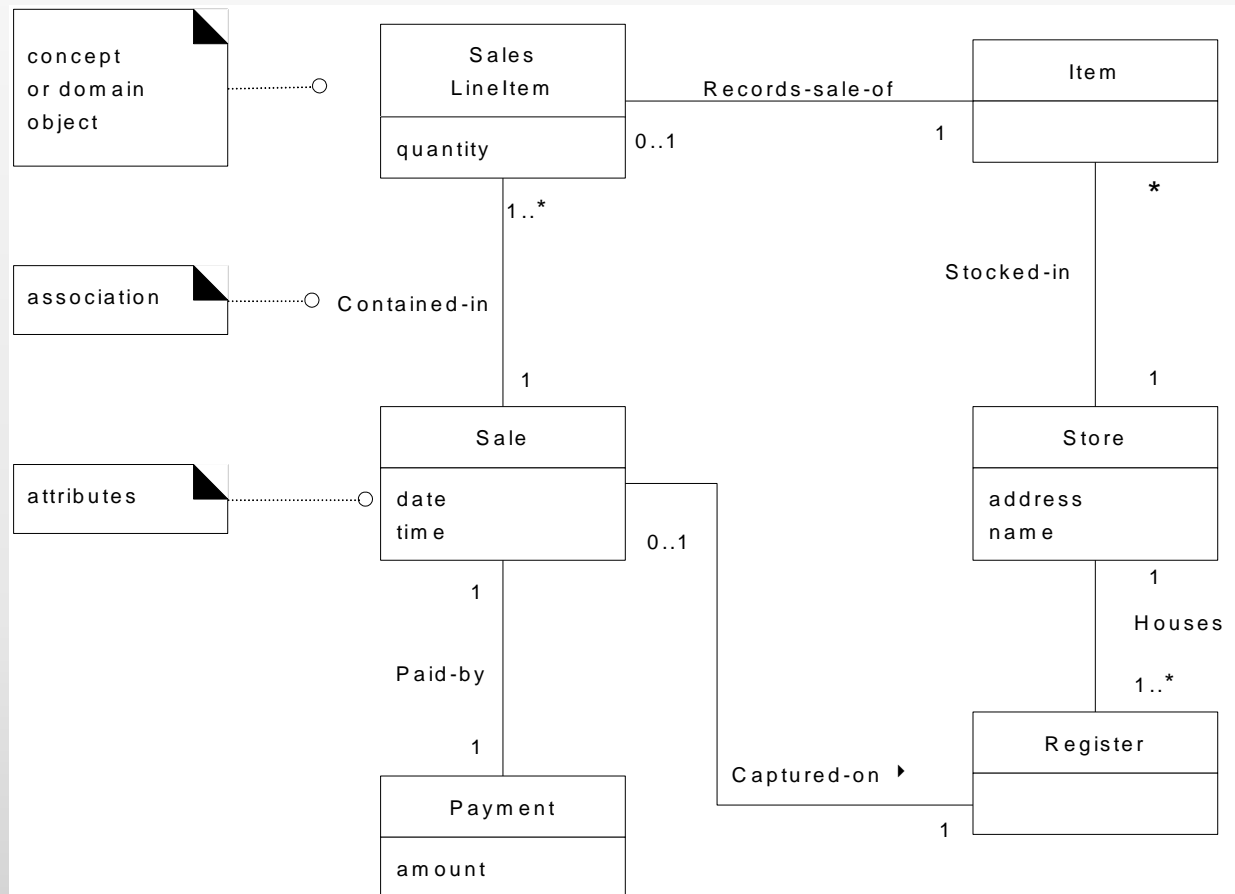 concept
or domain
object
Sales
LineItem
quantity
Records-sale-of
0..1
1
Item
1..*
*
association
Contained-in
Stocked-in
1
1
attributes
Sale
date
time
Store
address
name
0..1
1
1
Houses
Paid-by
1..*
1
Register
Captured-on
1
Payment
amount